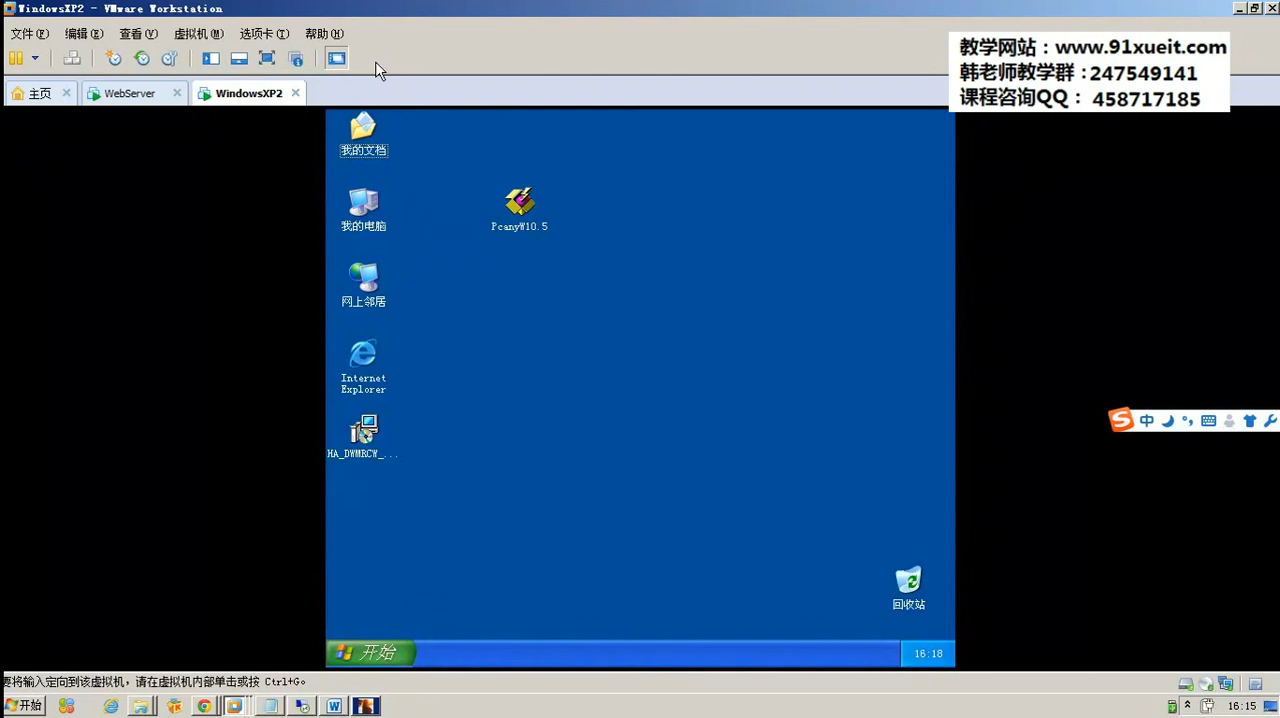 WindowsXP2 - VMware Workstation
文件(F) 编辑(E) 查看(V) 虚拟机(M) 选项卡(T) 帮助(H)
教学网站：www.91xueit.com
韩老师教学群：247549141
课程咨询QQ： 458717185
主页 WebServer WindowsXP2
我的文档
我的电脑
PcanyW10.5
网上邻居
Internet
Explorer
HA_DWMRCW_...
中
回收站
开始
16:18
要将输入定向到该虚拟机，请在虚拟机内部单击或按 Ctrl+G。
开始
16:15